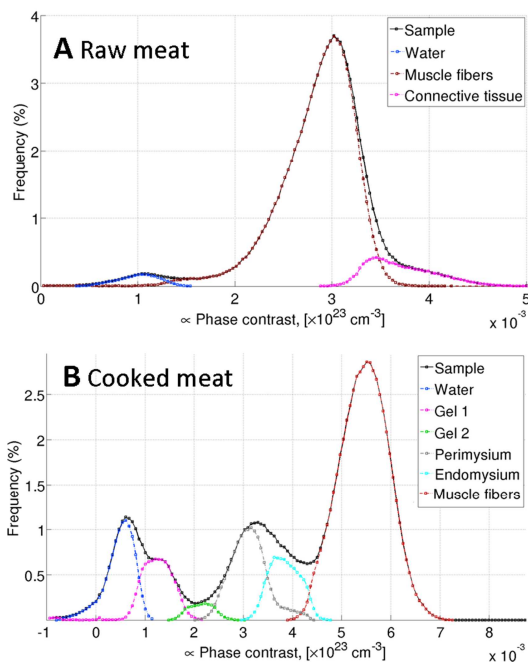 A Raw meat
Sample
Water
Muscle fibers
Connective tissue
Frequency (%)
4
3
2
1
0
0 1 2 3 4 5
∝ Phase contrast, [×10²³ cm⁻³]
x 10⁻³
B Cooked meat
Sample
Water
Gel 1
Gel 2
Perimysium
Endomysium
Muscle fibers
Frequency (%)
2.5
2
1.5
1
0.5
-1 0 1 2 3 4 5 6 7 8
∝ Phase contrast, [×10²³ cm⁻³]
x 10⁻³